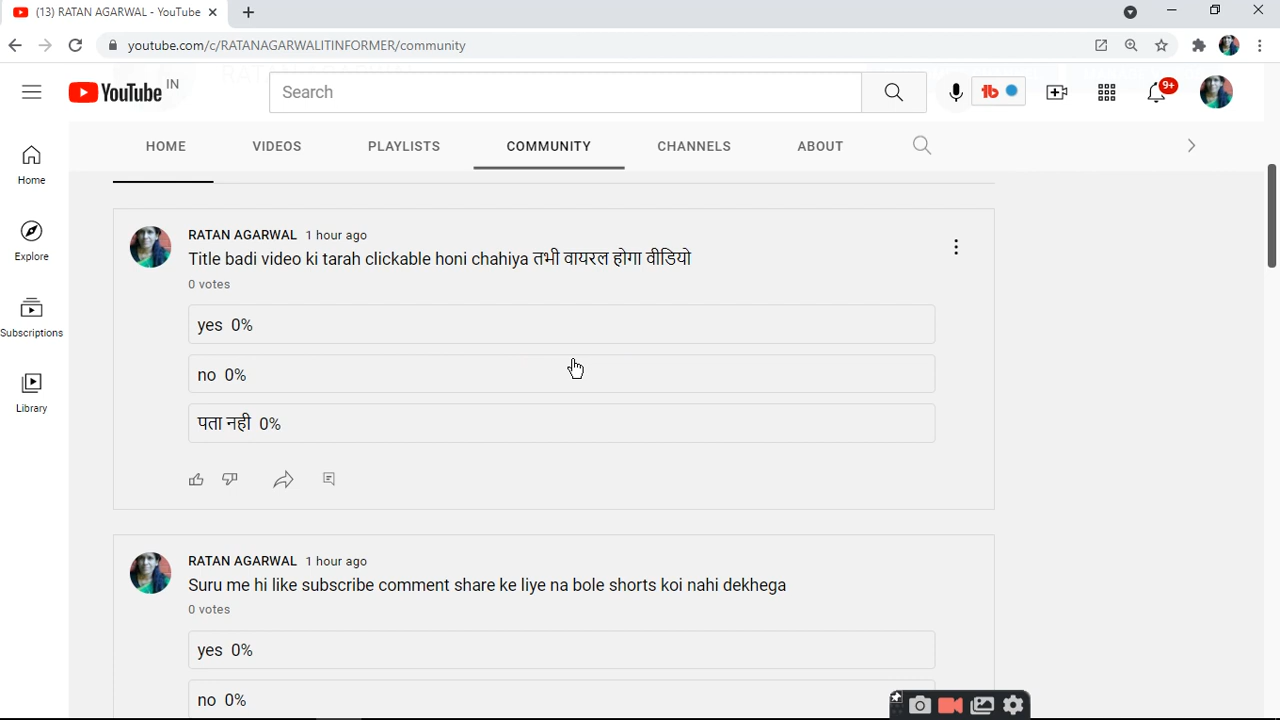 (13) RATAN AGARWAL - YouTube
youtube.com/c/RATANAGARWALITINFORMER/community
YouTube IN
Search
9+
HOME VIDEOS PLAYLISTS COMMUNITY CHANNELS ABOUT
Home
Explore
Subscriptions
Library
RATAN AGARWAL 1 hour ago
Title badi video ki tarah clickable honi chahiya तभी वायरल होगा वीडियो
0 votes
yes 0%
no 0%
पता नही 0%
RATAN AGARWAL 1 hour ago
Suru me hi like subscribe comment share ke liye na bole shorts koi nahi dekhega
0 votes
yes 0%
no 0%